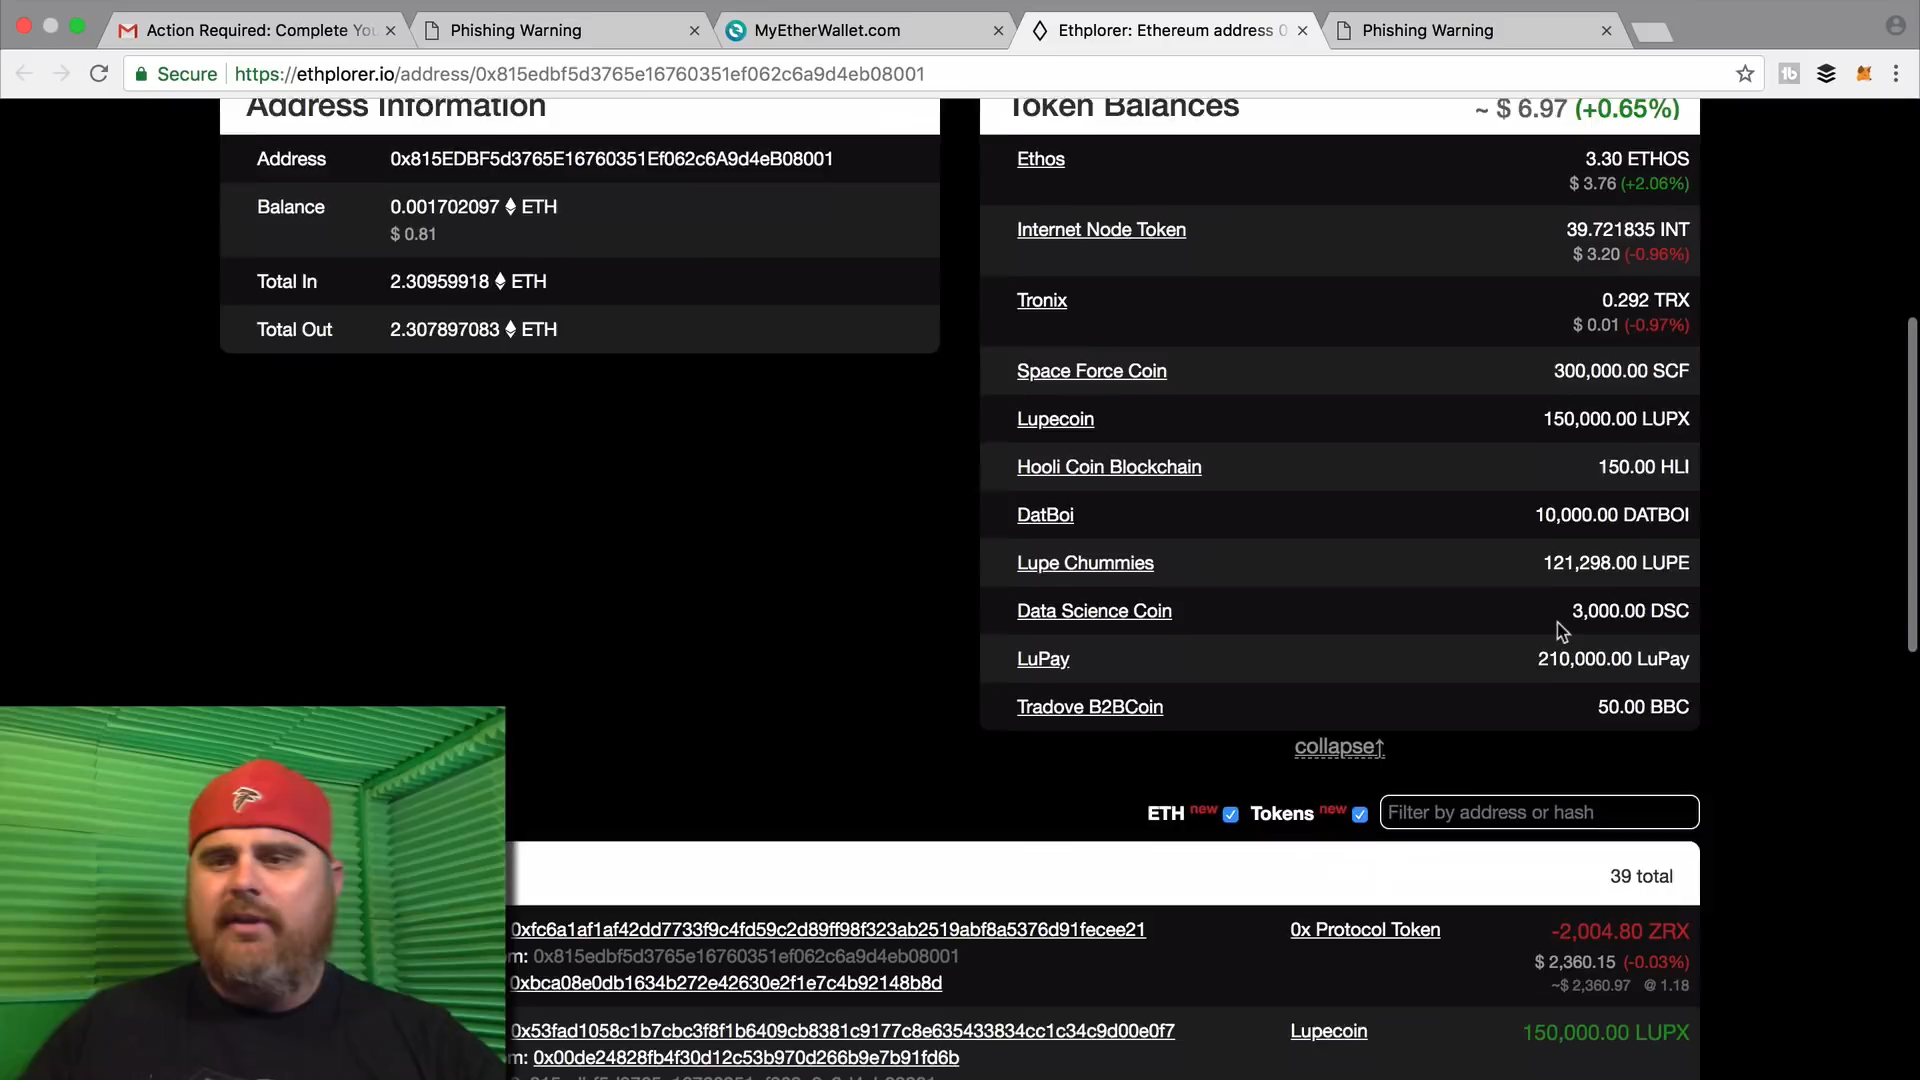 Action Required: Complete You
Phishing Warning
MyEtherWallet.com
Ethplorer: Ethereum address 0
Phishing Warning
Secure
https://ethplorer.io/address/0x815edbf5d3765e16760351ef062c6a9d4eb08001
Address Information
Address 0x815EDBF5d3765E16760351Ef062c6A9d4eB08001
Balance 0.001702097 ETH
$ 0.81
Total In 2.30959918 ETH
Total Out 2.307897083 ETH
Token Balances ~ $ 6.97 (+0.65%)
Ethos 3.30 ETHOS
$ 3.76 (+2.06%)
Internet Node Token 39.721835 INT
$ 3.20 (-0.96%)
Tronix 0.292 TRX
$ 0.01 (-0.97%)
Space Force Coin 300,000.00 SCF
Lupecoin 150,000.00 LUPX
Hooli Coin Blockchain 150.00 HLI
DatBoi 10,000.00 DATBOI
Lupe Chummies 121,298.00 LUPE
Data Science Coin 3,000.00 DSC
LuPay 210,000.00 LuPay
Tradove B2BCoin 50.00 BBC
collapse↑
ETH new Tokens new Filter by address or hash
39 total
0xfc6a1af1af42dd7733f9c4fd59c2d89ff98f323ab2519abf8a5376d91fecee21 0x Protocol Token -2,004.80 ZRX
m: 0x815edbf5d3765e16760351ef062c6a9d4eb08001 $ 2,360.15 (-0.03%)
0xbca08e0db1634b272e42630e2f1e7c4b92148b8d ~$ 2,360.97 @ 1.18
0x53fad1058c1b7cbc3f8f1b6409cb8381c9177c8e635433834cc1c34c9d00e0f7 Lupecoin 150,000.00 LUPX
m: 0x00de24828fb4f30d12c53b970d266b9e7b91fd6b